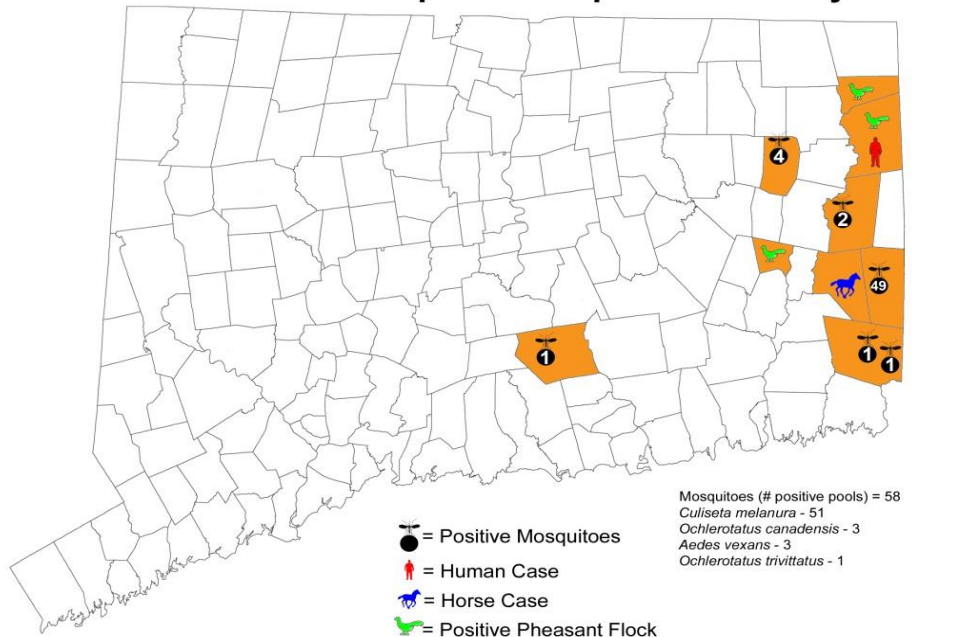 4
2
49
1
1
1
Mosquitoes (# positive pools) = 58
Culiseta melanura - 51
Ochlerotatus canadensis - 3
Aedes vexans - 3
Ochlerotatus trivittatus - 1
= Positive Mosquitoes
= Human Case
= Horse Case
= Positive Pheasant Flock